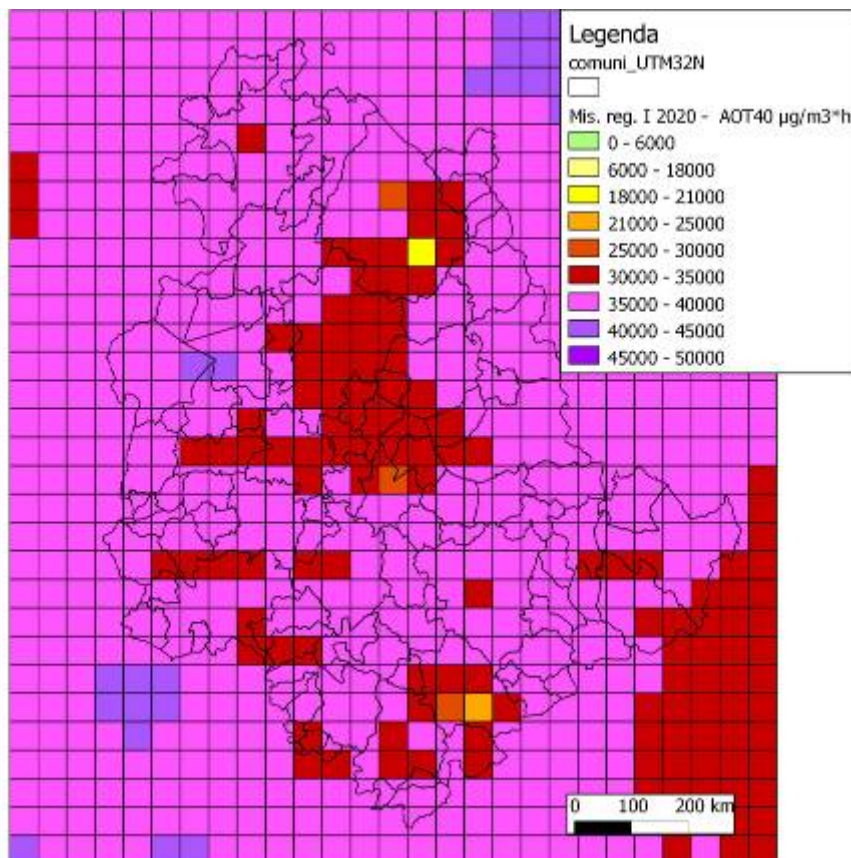 Legenda
comuni_UTM32N
Mis. reg. I 2020 - AOT40 µg/m3*h
0 - 6000
6000 - 18000
18000 - 21000
21000 - 25000
25000 - 30000
30000 - 35000
35000 - 40000
40000 - 45000
45000 - 50000
0 100 200 km